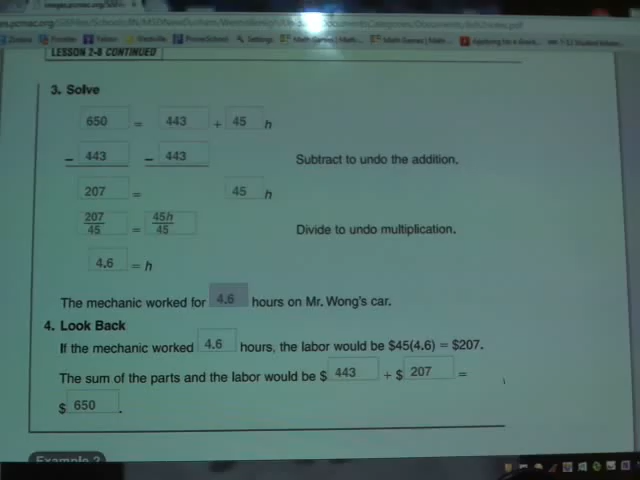 LESSON 2-6 CONTINUED
3. Solve
650 = 443 + 45 h
– 443 – 443 Subtract to undo the addition.
207 = 45 h
207/45 = 45h/45 Divide to undo multiplication.
4.6 = h
The mechanic worked for 4.6 hours on Mr. Wong's car.
4. Look Back
If the mechanic worked 4.6 hours, the labor would be $45(4.6) = $207.
The sum of the parts and the labor would be $ 443 + $ 207 =
$ 650 .
Example 2